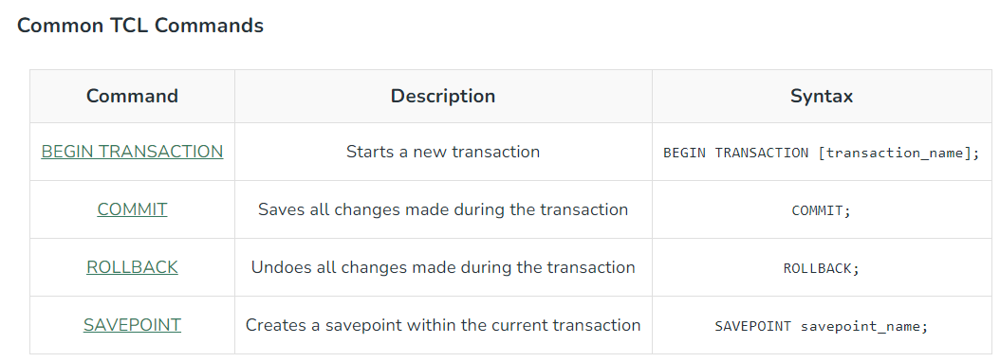 Common TCL Commands
Command Description Syntax
BEGIN TRANSACTION Starts a new transaction BEGIN TRANSACTION [transaction_name];
COMMIT Saves all changes made during the transaction COMMIT;
ROLLBACK Undoes all changes made during the transaction ROLLBACK;
SAVEPOINT Creates a savepoint within the current transaction SAVEPOINT savepoint_name;